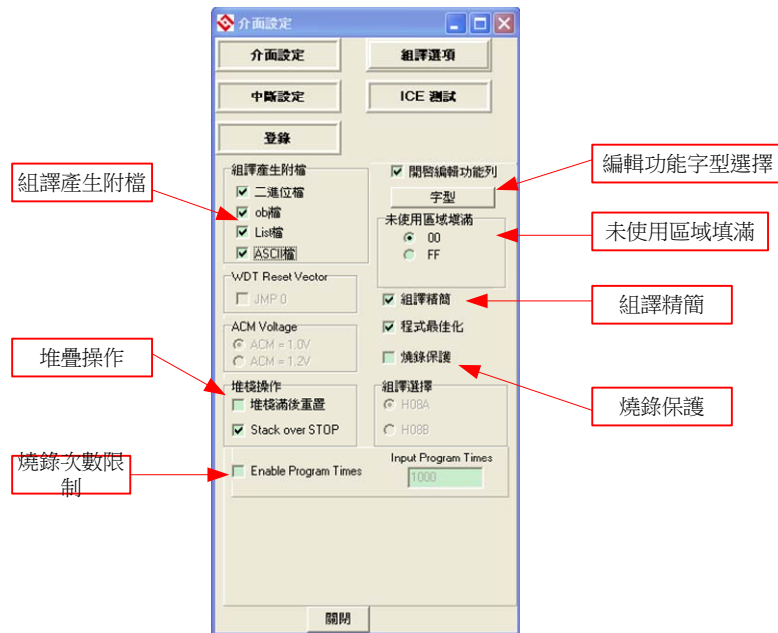 介面設定
介面設定
組譯選項
中斷設定
ICE 測試
登錄
組譯產生附檔
二進位檔
obj檔
List檔
ASCII檔
開啟編輯功能列
字型
未使用區域填滿
00
FF
WDT Reset Vector
JMP 0
組譯精簡
ACM Voltage
ACM = 1.0V
ACM = 1.2V
程式最佳化
燒錄保護
堆棧操作
堆棧滿後重置
Stack over STOP
組譯選擇
H08A
H08B
Enable Program Times
Input Program Times
1000
關閉
組譯產生附檔
堆疊操作
燒錄次數限
制
編輯功能字型選擇
未使用區域填滿
組譯精簡
燒錄保護